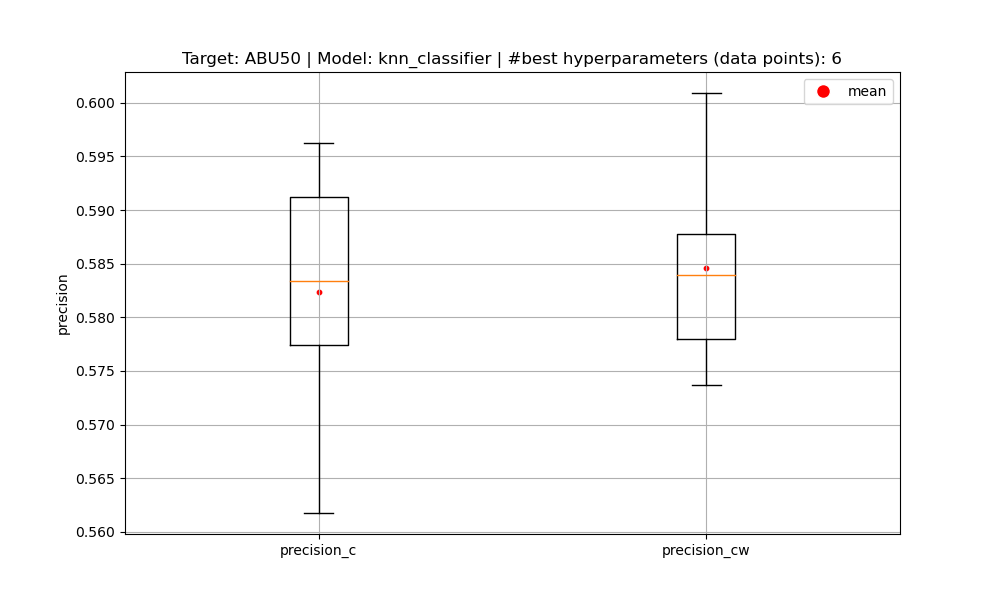 Target: ABU50 | Model: knn_classifier | #best hyperparameters (data points): 6
mean
0.600
0.595
0.590
0.585
0.580
0.575
0.570
0.565
0.560
precision
precision_c
precision_cw